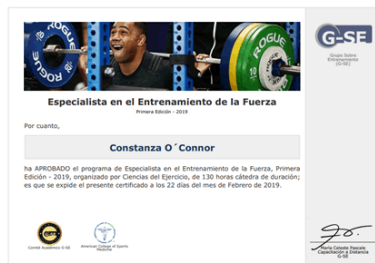 ROGUE
ROGUE
G-SE
Grupo Sobre
Entrenamiento
(G-SE)
Especialista en el Entrenamiento de la Fuerza
Primera Edición - 2019
Por cuanto,
Constanza O´Connor
ha APROBADO el programa de Especialista en el Entrenamiento de la Fuerza, Primera
Edición - 2019, organizado por Ciencias del Ejercicio, de 130 horas cátedra de duración;
es que se expide el presente certificado a los 22 días del mes de Febrero de 2019.
Comité Académico G-SE
American College of Sports
Medicine
María Celeste Pascale
Capacitación a Distancia
G-SE